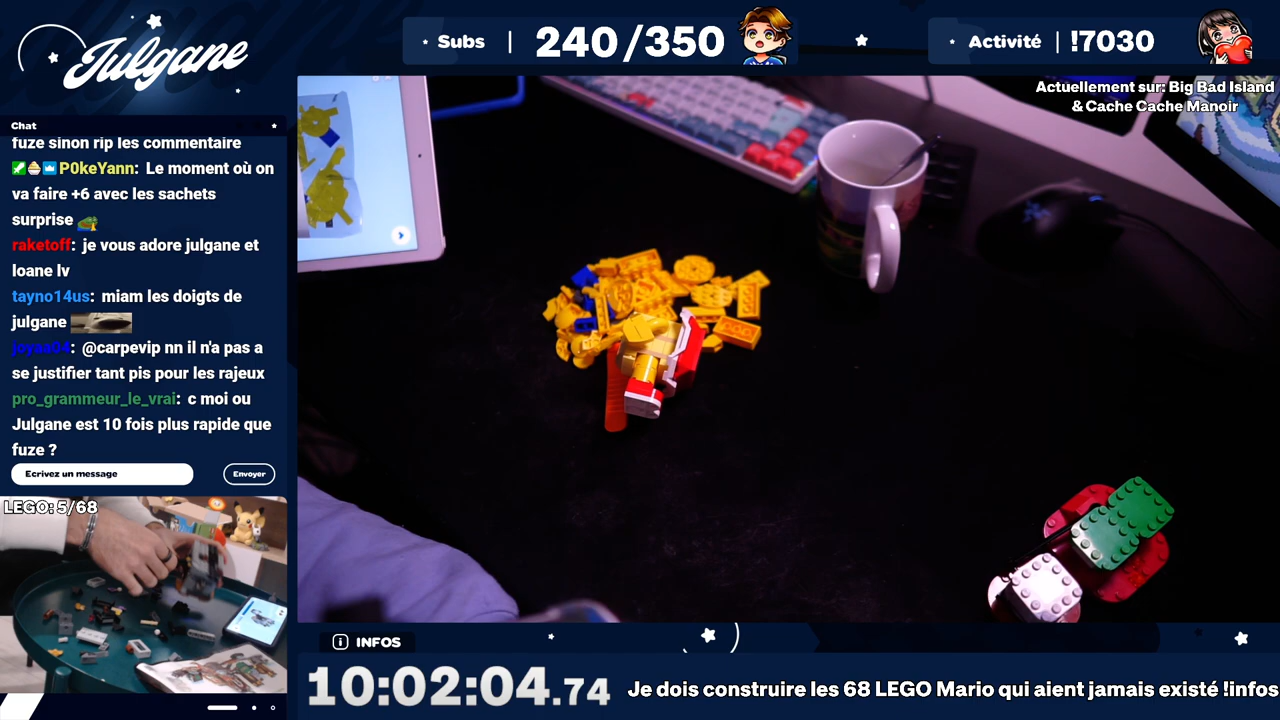 Julgane
Subs | 240/350
Activité | !7030
Actuellement sur: Big Bad Island
& Cache Cache Manoir
Chat
fuze sinon rip les commentaire
P0keYann: Le moment où on
va faire +6 avec les sachets
surprise
raketoff: je vous adore julgane et
loane lv
tayno14us: miam les doigts de
julgane
joyaa04: @carpevip nn il n'a pas a
se justifier tant pis pour les rajeux
pro_grammeur_le_vrai: c moi ou
Julgane est 10 fois plus rapide que
fuze ?
Ecrivez un message
Envoyer
LEGO: 5/68
INFOS
10:02:04.74
Je dois construire les 68 LEGO Mario qui aient jamais existé !infos